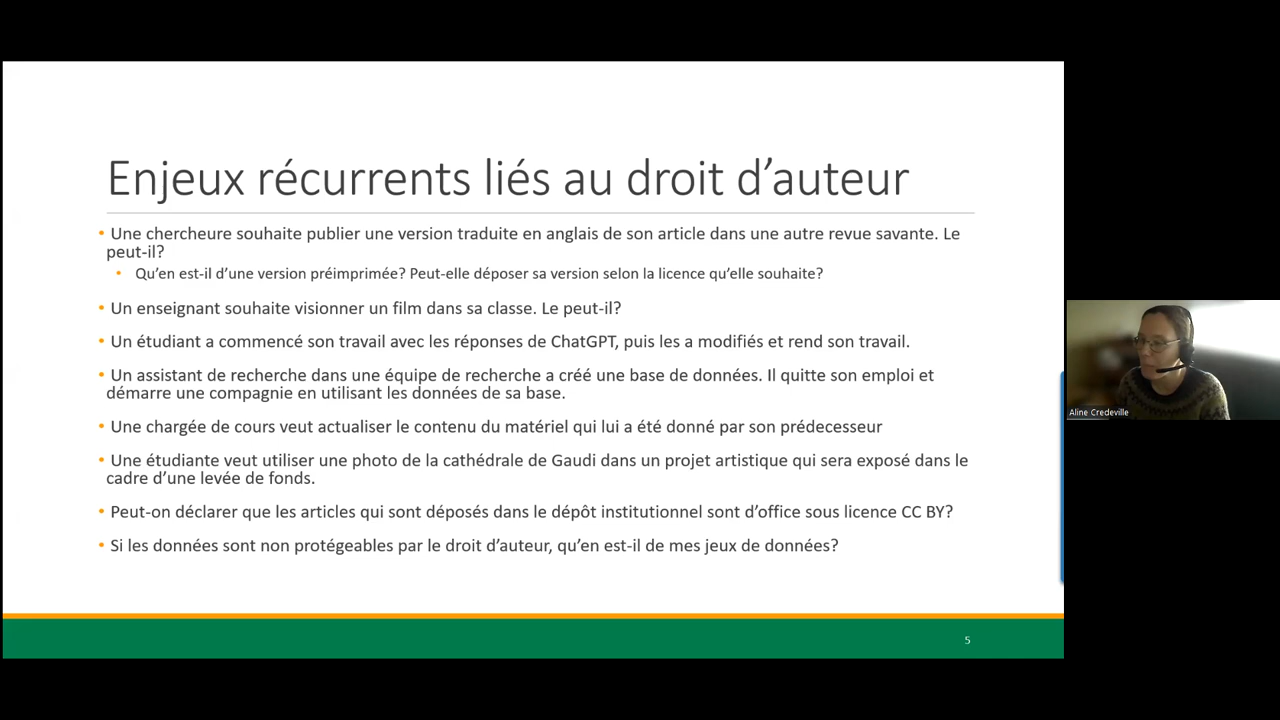 Enjeux récurrents liés au droit d’auteur
• Une chercheure souhaite publier une version traduite en anglais de son article dans une autre revue savante. Le
peut-il?
• Qu’en est-il d’une version préimprimée? Peut-elle déposer sa version selon la licence qu’elle souhaite?
• Un enseignant souhaite visionner un film dans sa classe. Le peut-il?
• Un étudiant a commencé son travail avec les réponses de ChatGPT, puis les a modifiés et rend son travail.
• Un assistant de recherche dans une équipe de recherche a créé une base de données. Il quitte son emploi et
démarre une compagnie en utilisant les données de sa base.
• Une chargée de cours veut actualiser le contenu du matériel qui lui a été donné par son prédecesseur
• Une étudiante veut utiliser une photo de la cathédrale de Gaudi dans un projet artistique qui sera exposé dans le
cadre d’une levée de fonds.
• Peut-on déclarer que les articles qui sont déposés dans le dépôt institutionnel sont d’office sous licence CC BY?
• Si les données sont non protégeables par le droit d’auteur, qu’en est-il de mes jeux de données?
5
Aline Credeville